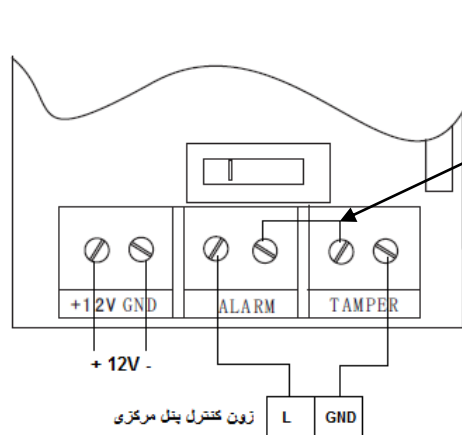 +12V GND ALARM TAMPER
+ 12V -
زون کنترل پنل مرکزی L GND